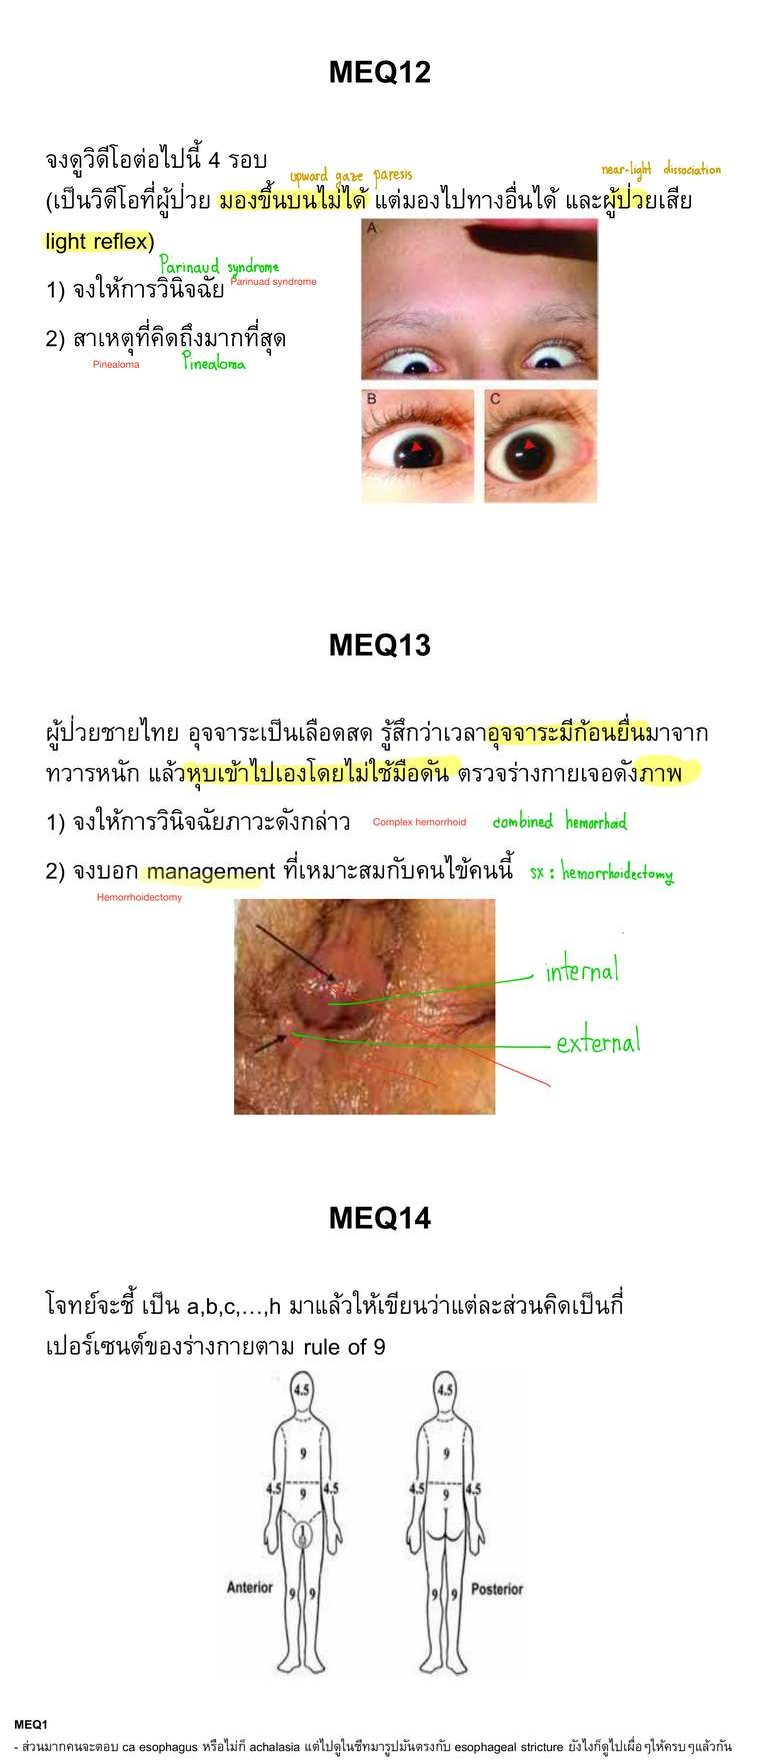 MEQ12
จงดูวิดีโอต่อไปนี้ 4 รอบ
upward gaze paresis
near-light dissociation
(เป็นวิดีโอที่ผู้ป่วย มองขึ้นบนไม่ได้ แต่มองไปทางอื่นได้ และผู้ป่วยเสีย
light reflex)
A
Parinaud syndrome
1) จงให้การวินิจฉัย Parinuad syndrome
2) สาเหตุที่คิดถึงมากที่สุด
Pinealoma Pinealoma
B C
MEQ13
ผู้ป่วยชายไทย อุจจาระเป็นเลือดสด รู้สึกว่าเวลาอุจจาระมีก้อนยื่นมาจาก
ทวารหนัก แล้วหุบเข้าไปเองโดยไม่ใช้มือดัน ตรวจร่างกายเจอดังภาพ
1) จงให้การวินิจฉัยภาวะดังกล่าว Complex hemorrhoid combined hemorrhoid
2) จงบอก management ที่เหมาะสมกับคนไข้คนนี้ sx : hemorrhoidectomy
Hemorrhoidectomy
internal
external
MEQ14
โจทย์จะชี้ เป็น a,b,c,...,h มาแล้วให้เขียนว่าแต่ละส่วนคิดเป็นกี่
เปอร์เซนต์ของร่างกายตาม rule of 9
4.5 4.5
9 9
4.5 9 4.5 4.5 9 4.5
1
Anterior 9 9 9 9 Posterior
MEQ1
- ส่วนมากคนจะตอบ ca esophagus หรือไม่ก็ achalasia แต่ไปดูในชีทมารูปมันตรงกับ esophageal stricture ยังไงก็ดูไปเผื่อๆให้ครบๆแล้วกัน